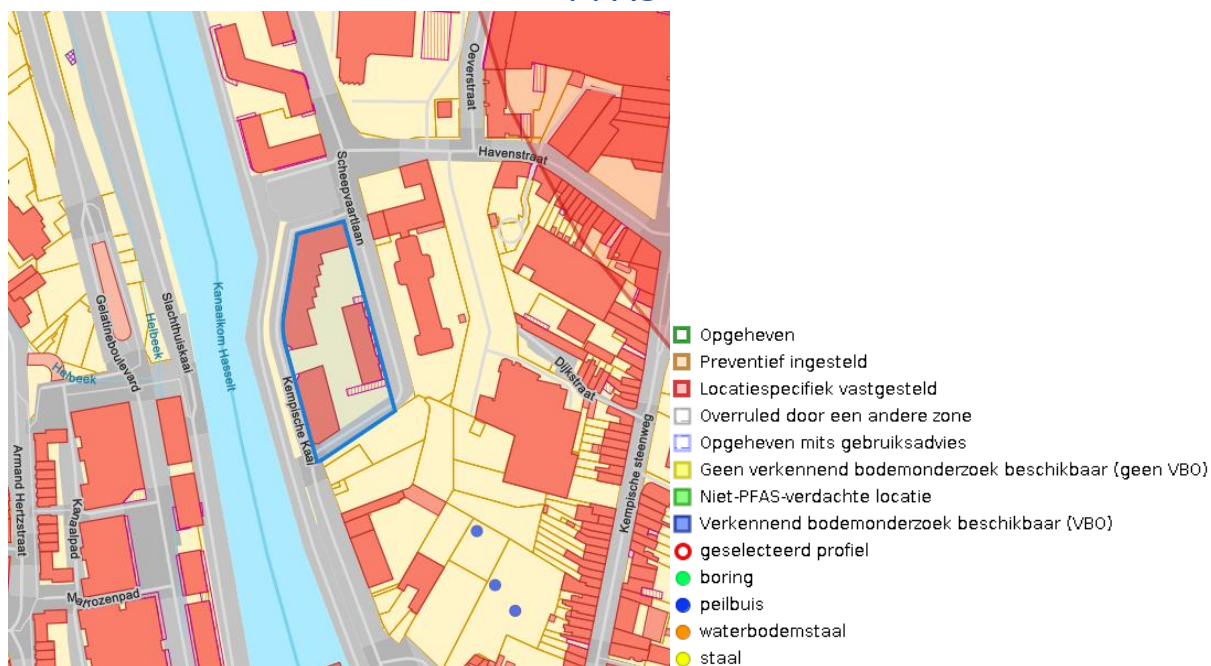 Oeverstraat
Havenstraat
Scheepvaartlaan
Gelatineboulevard
Helbeek
Slachthuiskaai
Kanaalkom Hasselt
Helbeek
Kempische Kaai
Dijkstraat
Kempische steenweg
Armand Hertzstraat
Kanaalpad
Matrozenpad
Opgeheven
Preventief ingesteld
Locatiespecifiek vastgesteld
Overruled door een andere zone
Opgeheven mits gebruiksadvies
Geen verkennend bodemonderzoek beschikbaar (geen VBO)
Niet-PFAS-verdachte locatie
Verkennend bodemonderzoek beschikbaar (VBO)
geselecteerd profiel
boring
peilbuis
waterbodemstaal
staal